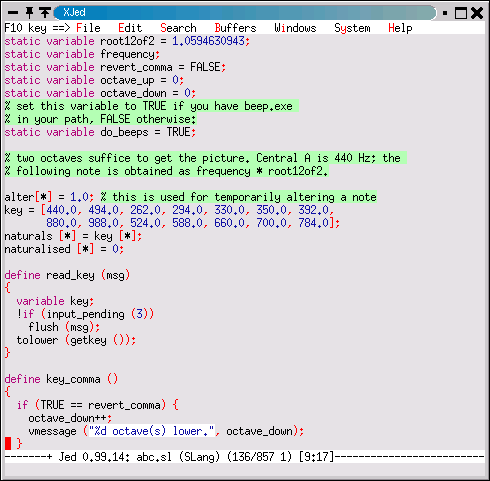 XJed
F10 key ==> File Edit Search Buffers Windows System Help
static variable root12of2 = 1.0594630943;
static variable frequency;
static variable revert_comma = FALSE;
static variable octave_up = 0;
static variable octave_down = 0;
% set this variable to TRUE if you have beep.exe
% in your path, FALSE otherwise:
static variable do_beeps = TRUE;
% two octaves suffice to get the picture. Central A is 440 Hz; the
% following note is obtained as frequency * root12of2.
alter[*] = 1.0; % this is used for temporarily altering a note
key = [440.0, 494.0, 262.0, 294.0, 330.0, 350.0, 392.0,
880.0, 988.0, 524.0, 588.0, 660.0, 700.0, 784.0];
naturals [*] = key [*];
naturalised [*] = 0;
define read_key (msg)
{
variable key;
!if (input_pending (3))
flush (msg);
tolower (getkey ());
}
define key_comma ()
{
if (TRUE == revert_comma) {
octave_down++;
vmessage ("%d octave(s) lower.", octave_down);
}
-------+ Jed 0.99.14: abc.sl (SLang) (136/857 1) [9:17]----------------------